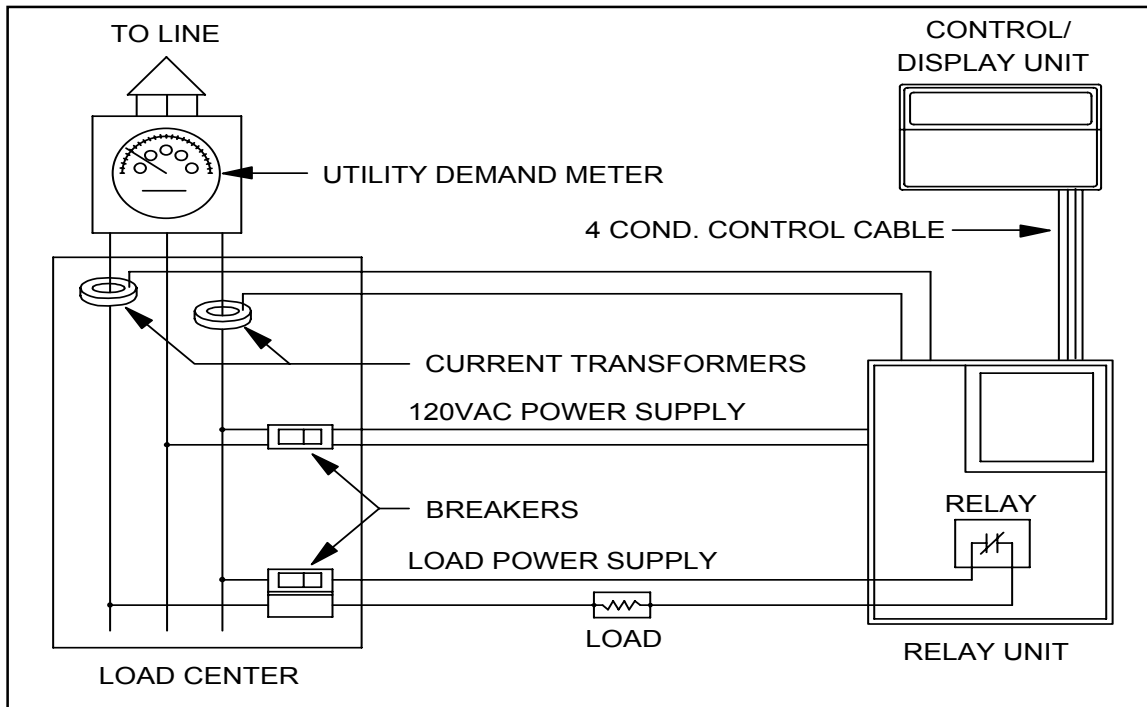 TO LINE
CONTROL/
DISPLAY UNIT
UTILITY DEMAND METER
4 COND. CONTROL CABLE
CURRENT TRANSFORMERS
120VAC POWER SUPPLY
BREAKERS
RELAY
LOAD POWER SUPPLY
LOAD
RELAY UNIT
LOAD CENTER